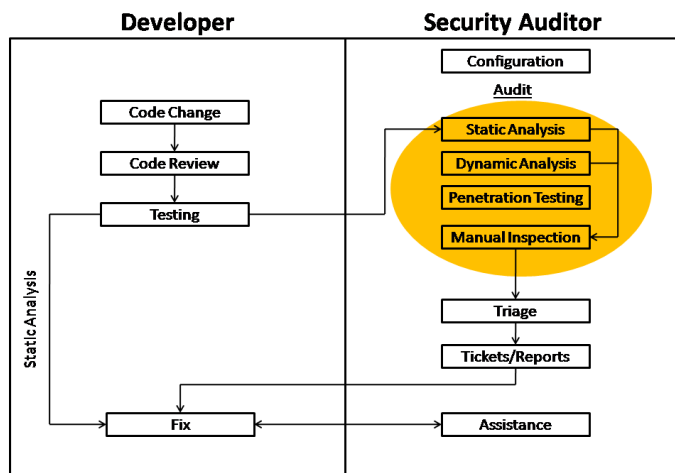 Developer
Security Auditor
Configuration
Audit
Code Change
Static Analysis
Code Review
Dynamic Analysis
Penetration Testing
Testing
Manual Inspection
Static Analysis
Triage
Tickets/Reports
Fix
Assistance